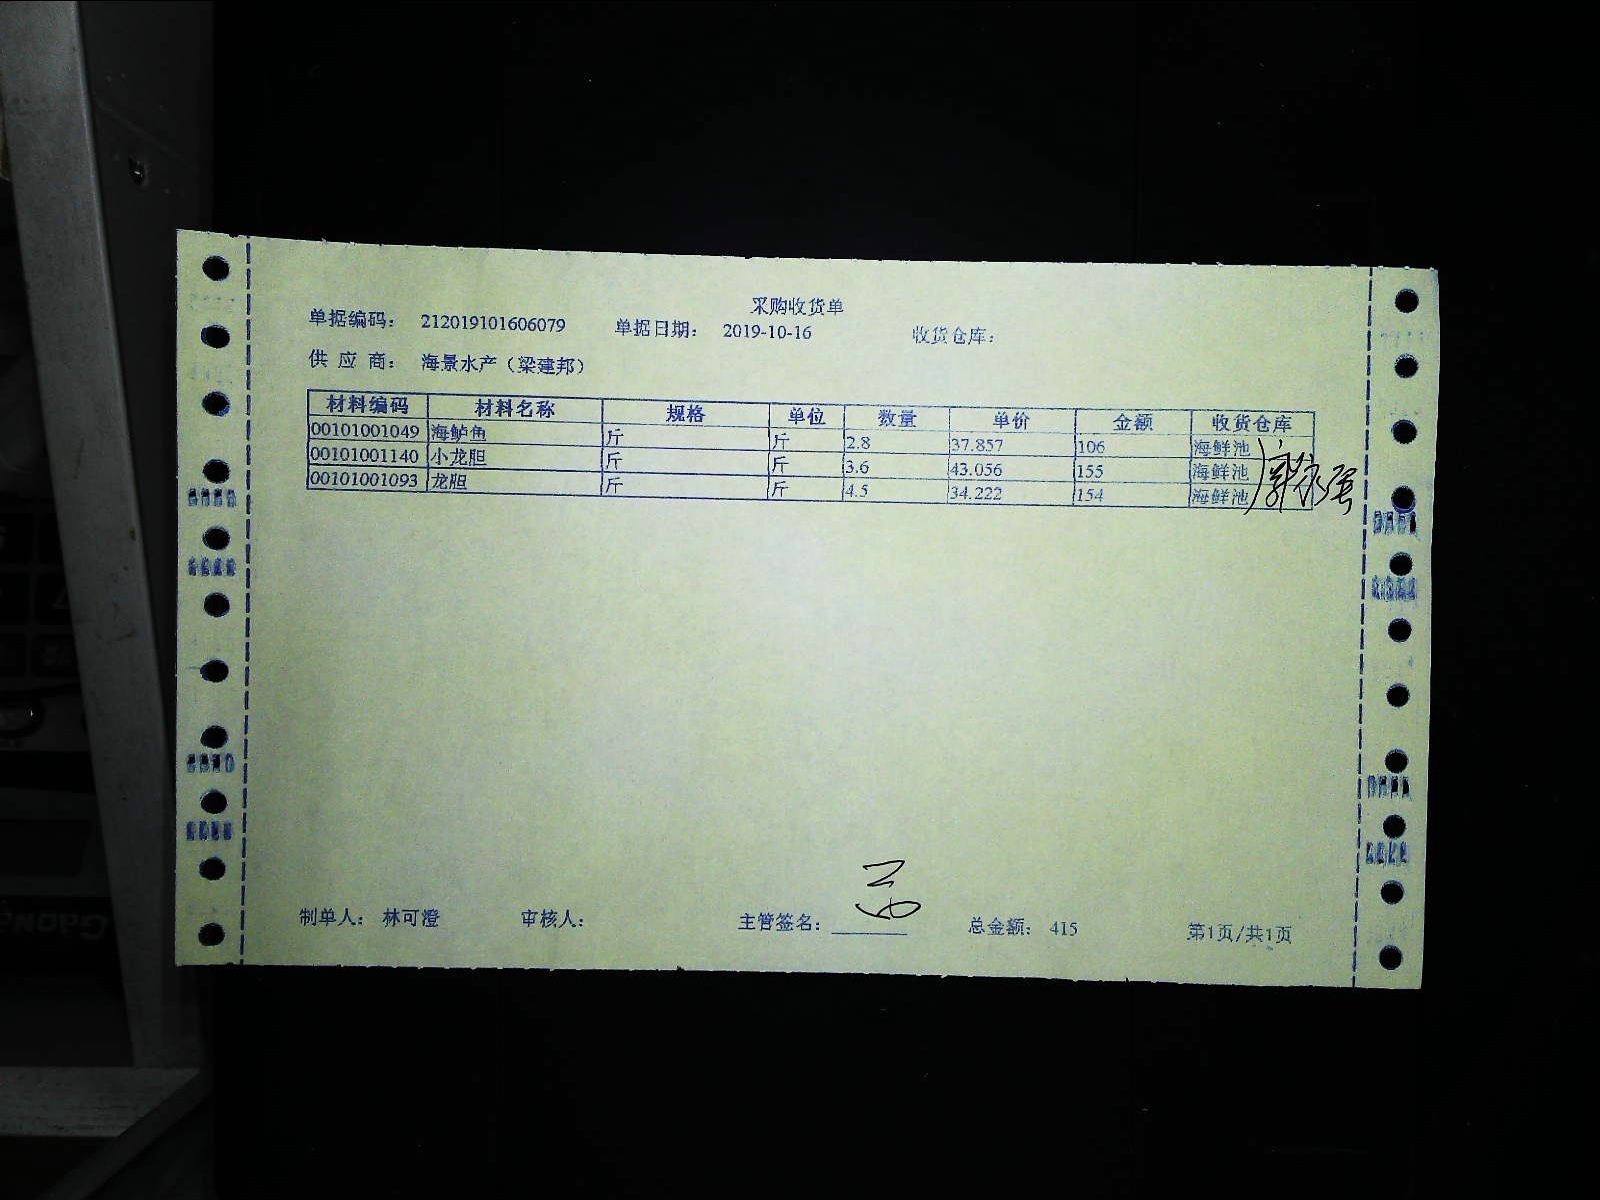 采购收货单
单据编码： 212019101606079 单据日期： 2019-10-16 收货仓库：
供 应 商： 海景水产（梁建邦）
材料编码 材料名称 规格 单位 数量 单价 金额 收货仓库
00101001049 海鲈鱼 斤 斤 2.8 37.857 106 海鲜池
00101001140 小龙胆 斤 斤 3.6 43.056 155 海鲜池
00101001093 龙胆 斤 斤 4.5 34.222 154 海鲜池
制单人： 林可澄 审核人： 主管签名： 总金额： 415 第1页/共1页